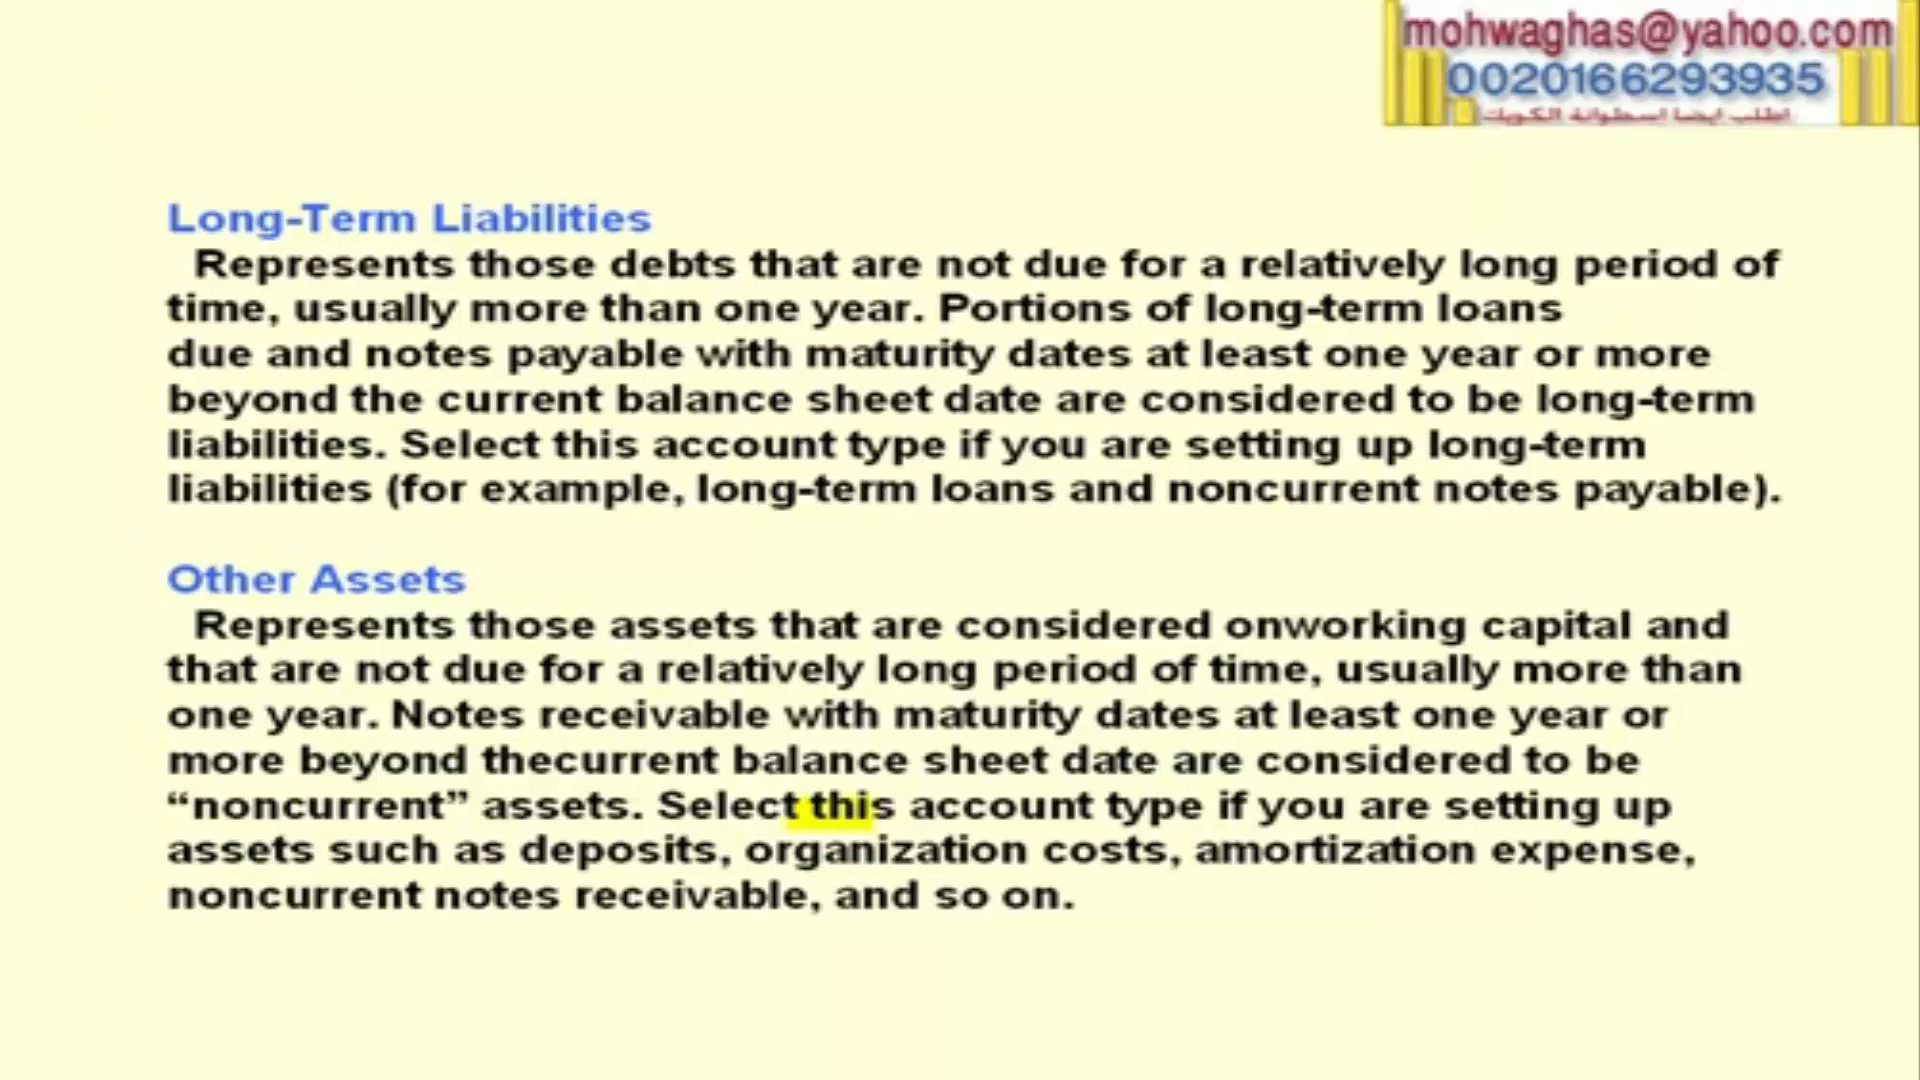 mohwaghas@yahoo.com
0020166293935
اطلب ايضا اسطوانة الكويت
Long-Term Liabilities
Represents those debts that are not due for a relatively long period of
time, usually more than one year. Portions of long-term loans
due and notes payable with maturity dates at least one year or more
beyond the current balance sheet date are considered to be long-term
liabilities. Select this account type if you are setting up long-term
liabilities (for example, long-term loans and noncurrent notes payable).
Other Assets
Represents those assets that are considered onworking capital and
that are not due for a relatively long period of time, usually more than
one year. Notes receivable with maturity dates at least one year or
more beyond thecurrent balance sheet date are considered to be
“noncurrent” assets. Select this account type if you are setting up
assets such as deposits, organization costs, amortization expense,
noncurrent notes receivable, and so on.